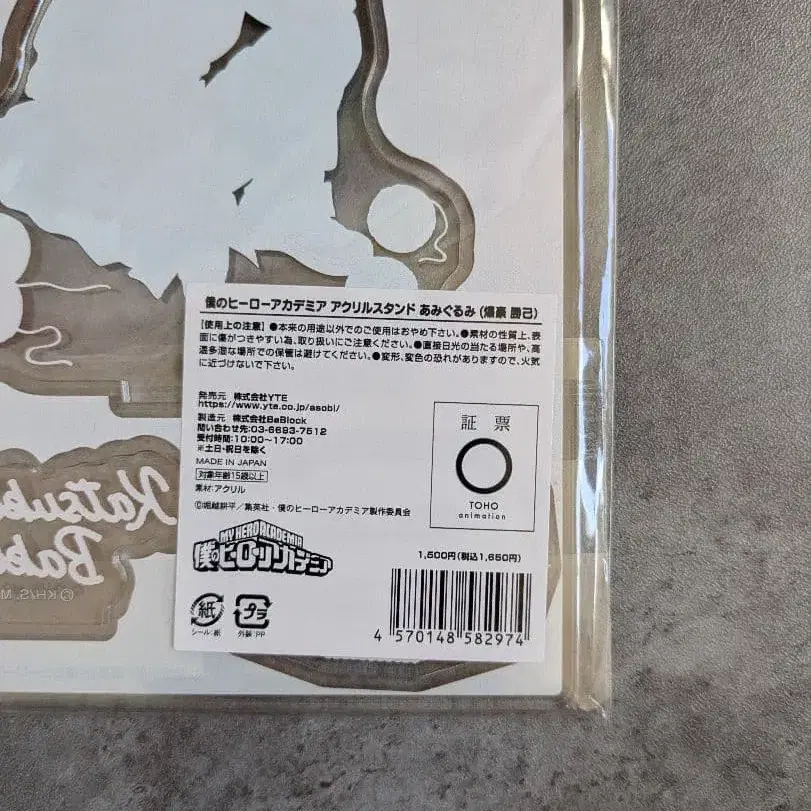 僕のヒーローアカデミア アクリルスタンド あみぐるみ (爆豪 勝己)
【使用上の注意】●本来の用途以外でのご使用はおやめ下さい。●素材の性質上、表
面に傷がつきやすい為、取り扱いにご注意ください。●直接日光の当たる場所や、高
温多湿な場所での保管は避けてください。●変形、変色の恐れがありますので、火気
に近づけないで下さい。
発売元 株式会社YTE
https://www.yte.co.jp/asobi/
製造元 株式会社BeBlock
問い合わせ先:03-6693-7512
受付時間:10:00～17:00
※土日・祝日を除く
MADE IN JAPAN
対象年齢15歳以上
素材:アクリル
©堀越耕平／集英社・僕のヒーローアカデミア製作委員会
証 票
TOHO
animation
MY HERO ACADEMIA
僕のヒーローアカデミア
1,500円(税込1,650円)
紙
シール:紙
プラ
外装:PP
4 570148 582974
Katsuk
Bak
©KH/S, M